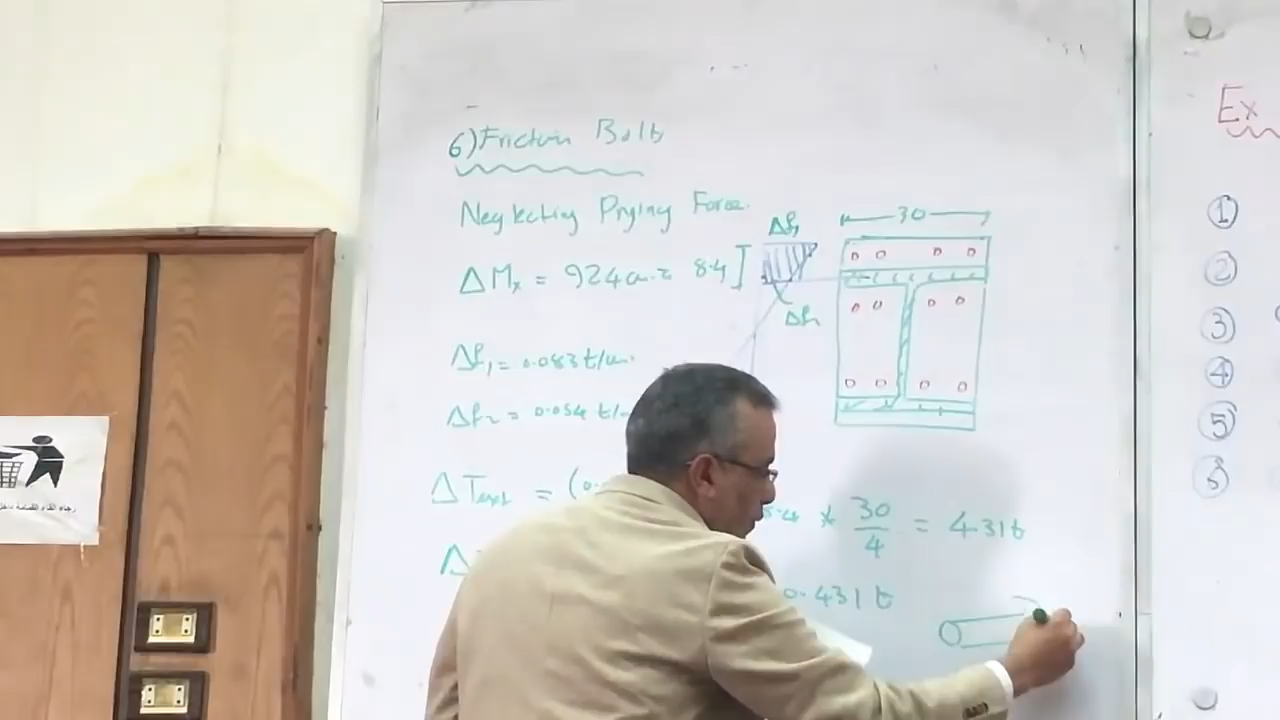 6) Friction Bolts
Neglecting Prying Force.
ΔMx = 924 cm.t
8.4
Δf1
Δf2
30
Δf1 = 0.083 t/cm
Δf2 = 0.054 t/
ΔText = (0.
* 30/4 = 4.31 t
0.431 t
Ex
1
2
3
4
5
6